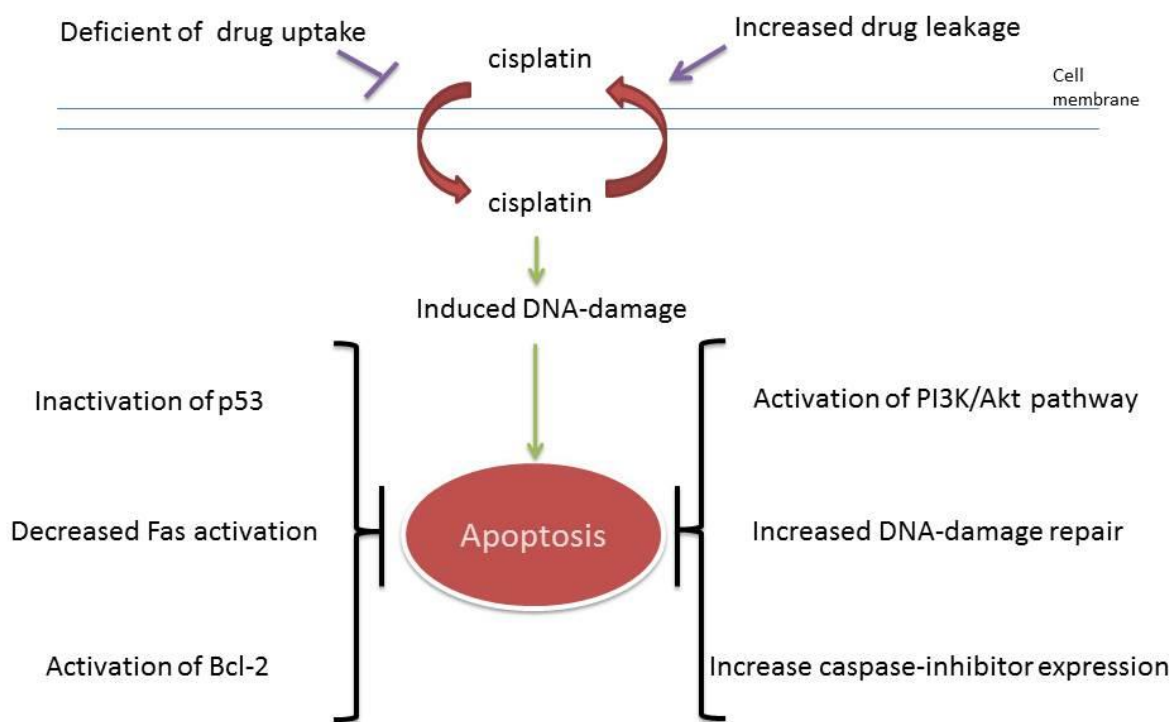 Deficient of drug uptake
Increased drug leakage
cisplatin
Cell
membrane
cisplatin
Induced DNA-damage
Inactivation of p53
Activation of PI3K/Akt pathway
Decreased Fas activation
Apoptosis
Increased DNA-damage repair
Activation of Bcl-2
Increase caspase-inhibitor expression